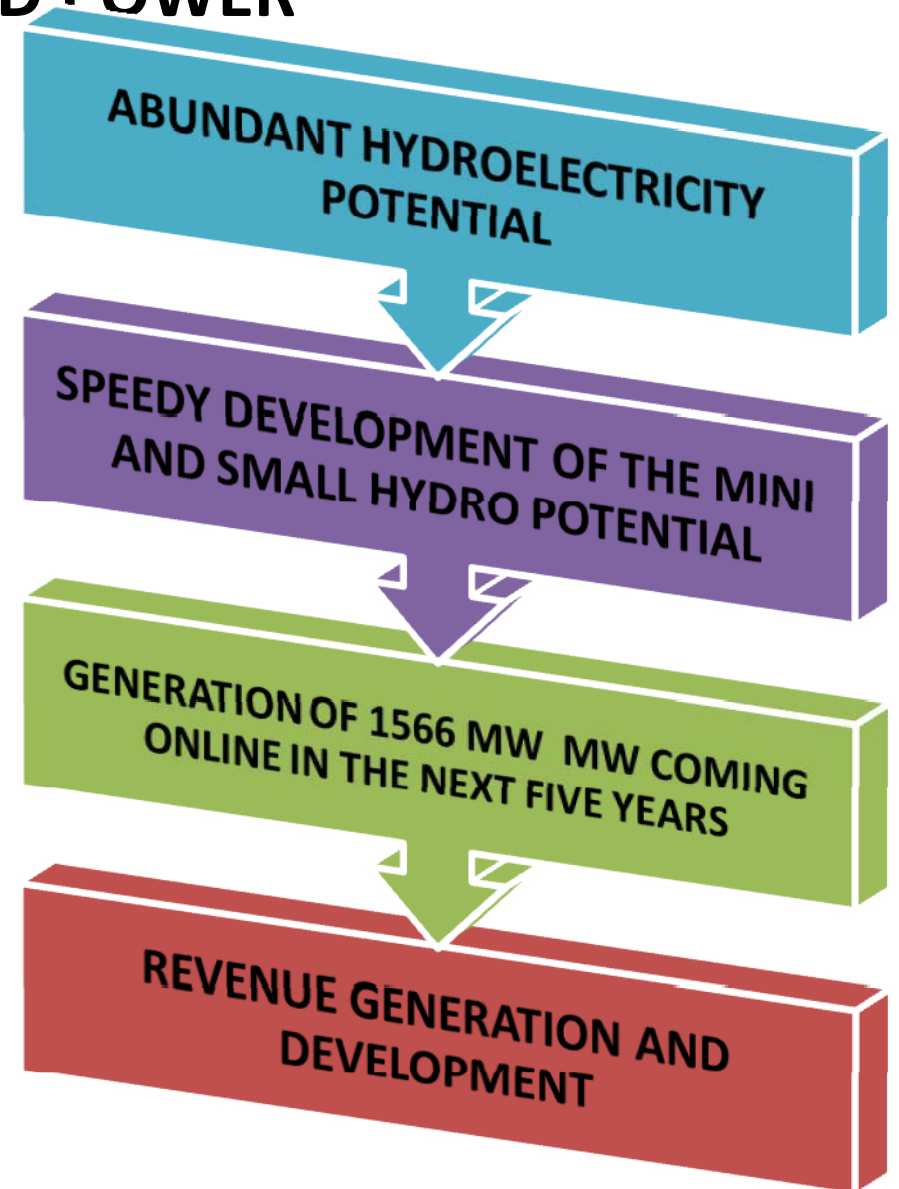 POWER
ABUNDANT HYDROELECTRICITY
POTENTIAL
SPEEDY DEVELOPMENT OF THE MINI
AND SMALL HYDRO POTENTIAL
GENERATION OF 1566 MW MW COMING
ONLINE IN THE NEXT FIVE YEARS
REVENUE GENERATION AND
DEVELOPMENT